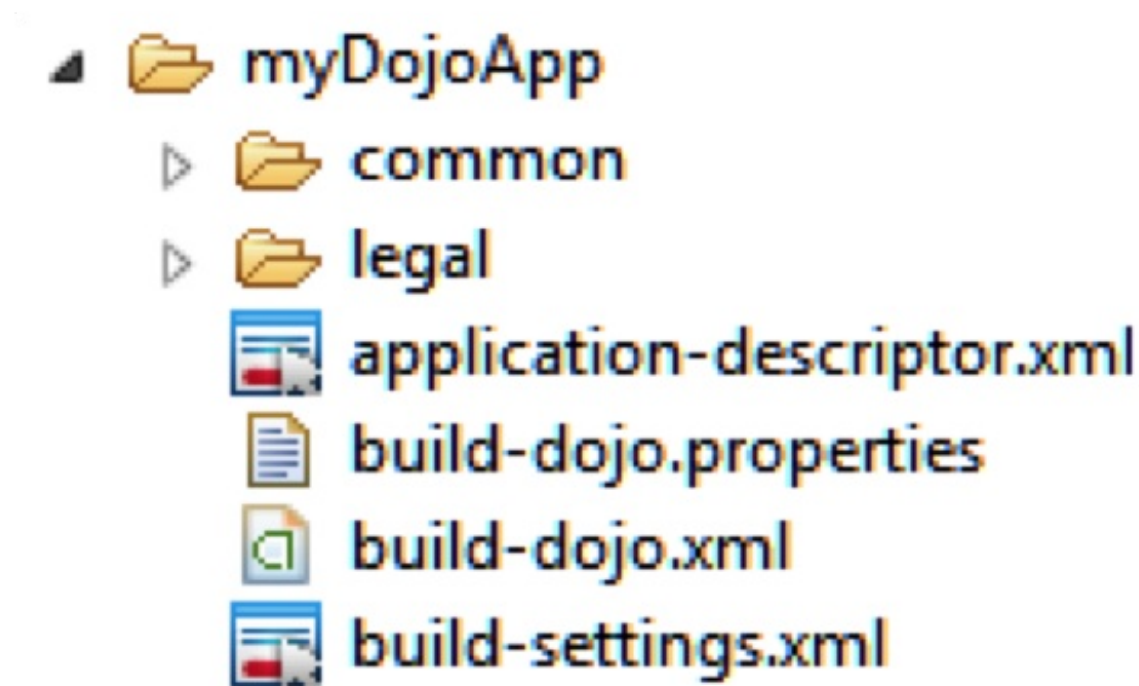 myDojoApp
common
legal
application-descriptor.xml
build-dojo.properties
build-dojo.xml
build-settings.xml